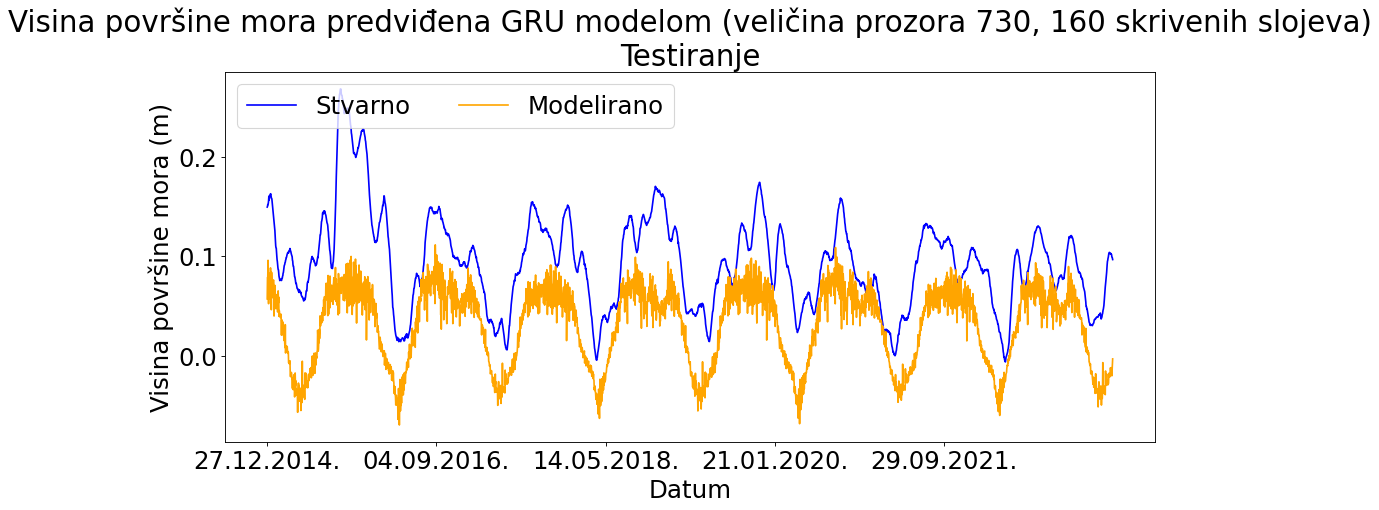 Visina površine mora predviđena GRU modelom (veličina prozora 730, 160 skrivenih slojeva)
Testiranje
Stvarno
Modelirano
Visina površine mora (m)
0.2
0.1
0.0
27.12.2014.
04.09.2016.
14.05.2018.
21.01.2020.
29.09.2021.
Datum